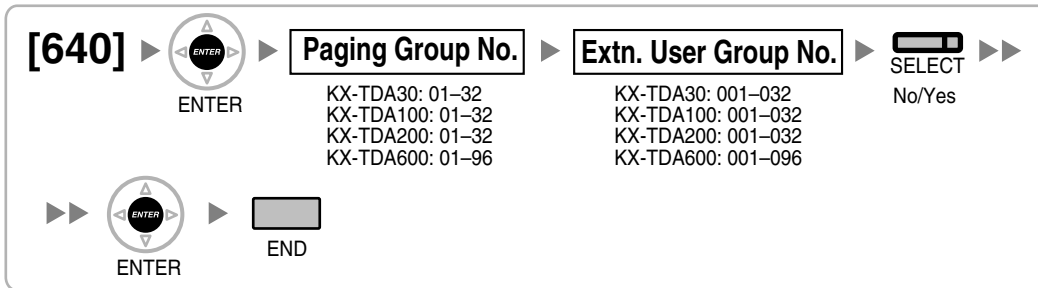 [640] ENTER Paging Group No. Extn. User Group No. SELECT
ENTER No/Yes
KX-TDA30: 01–32 KX-TDA30: 001–032
KX-TDA100: 01–32 KX-TDA100: 001–032
KX-TDA200: 01–32 KX-TDA200: 001–032
KX-TDA600: 01–96 KX-TDA600: 001–096
ENTER
ENTER END